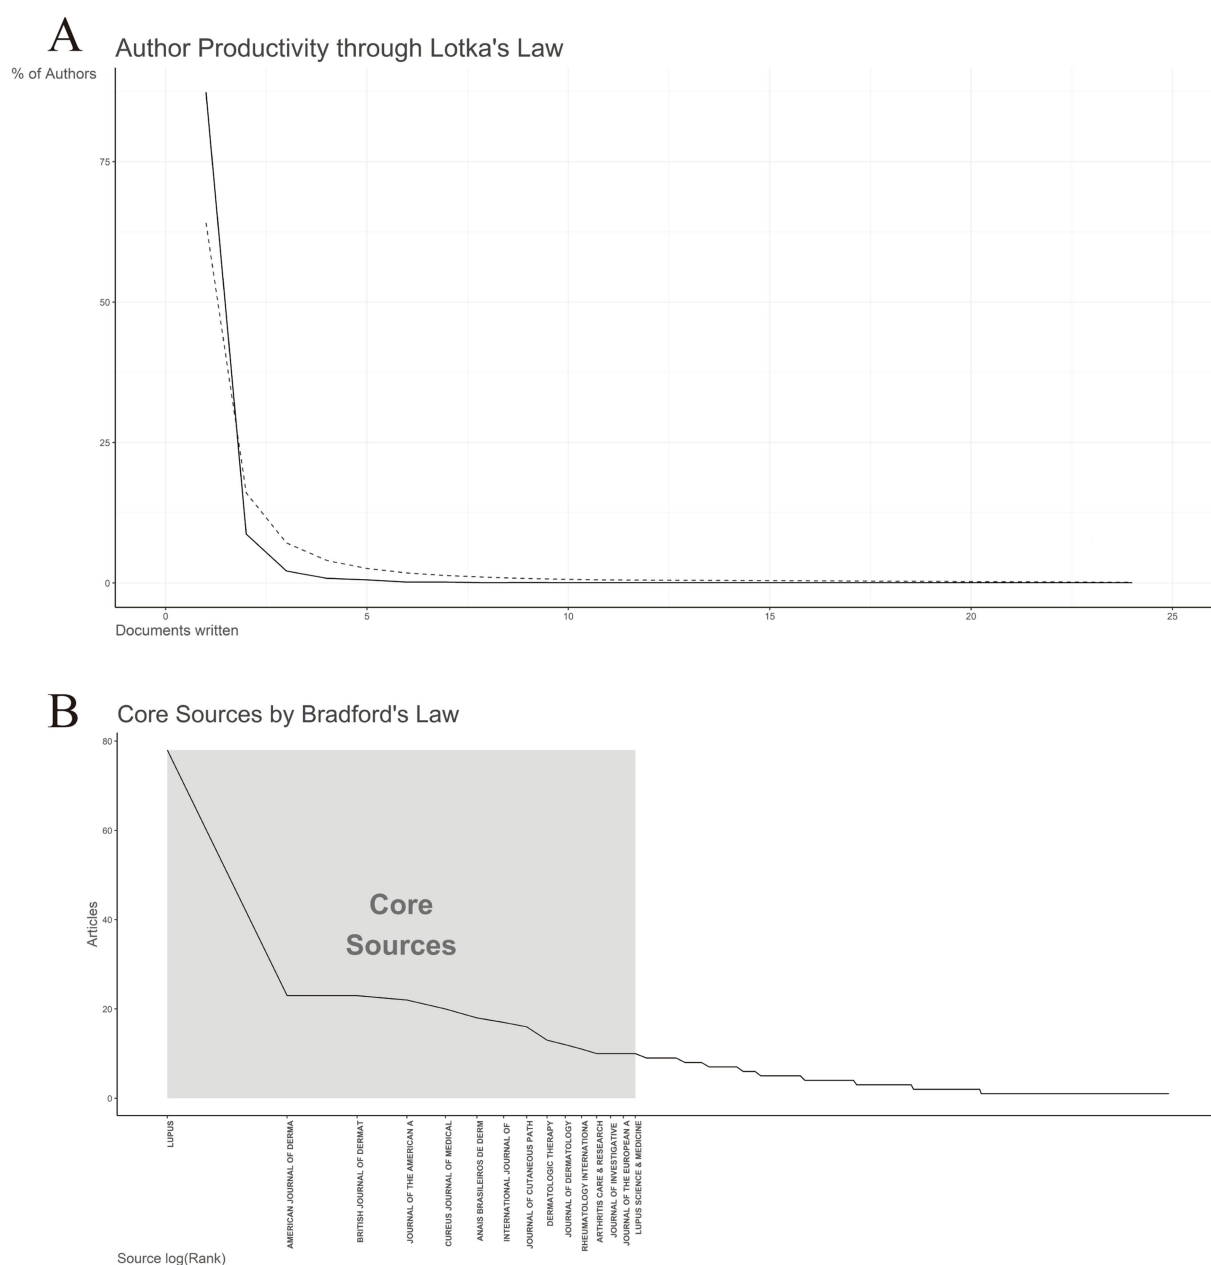 A
Author Productivity through Lotka's Law
% of Authors
75
50
25
0
0 5 10 15 20 25
Documents written
B
Core Sources by Bradford's Law
80
60
40
20
0
Articles
Core
Sources
LUPUS
AMERICAN JOURNAL OF DERMA
BRITISH JOURNAL OF DERMAT
JOURNAL OF THE AMERICAN A
CUREUS JOURNAL OF MEDICAL
ANAIS BRASILEIROS DE DERM
INTERNATIONAL JOURNAL OF
JOURNAL OF CUTANEOUS PATH
DERMATOLOGIC THERAPY
JOURNAL OF DERMATOLOGY
RHEUMATOLOGY INTERNATIONA
ARTHRITIS CARE & RESEARCH
JOURNAL OF INVESTIGATIVE
JOURNAL OF THE EUROPEAN A
LUPUS SCIENCE & MEDICINE
Source log(Rank)